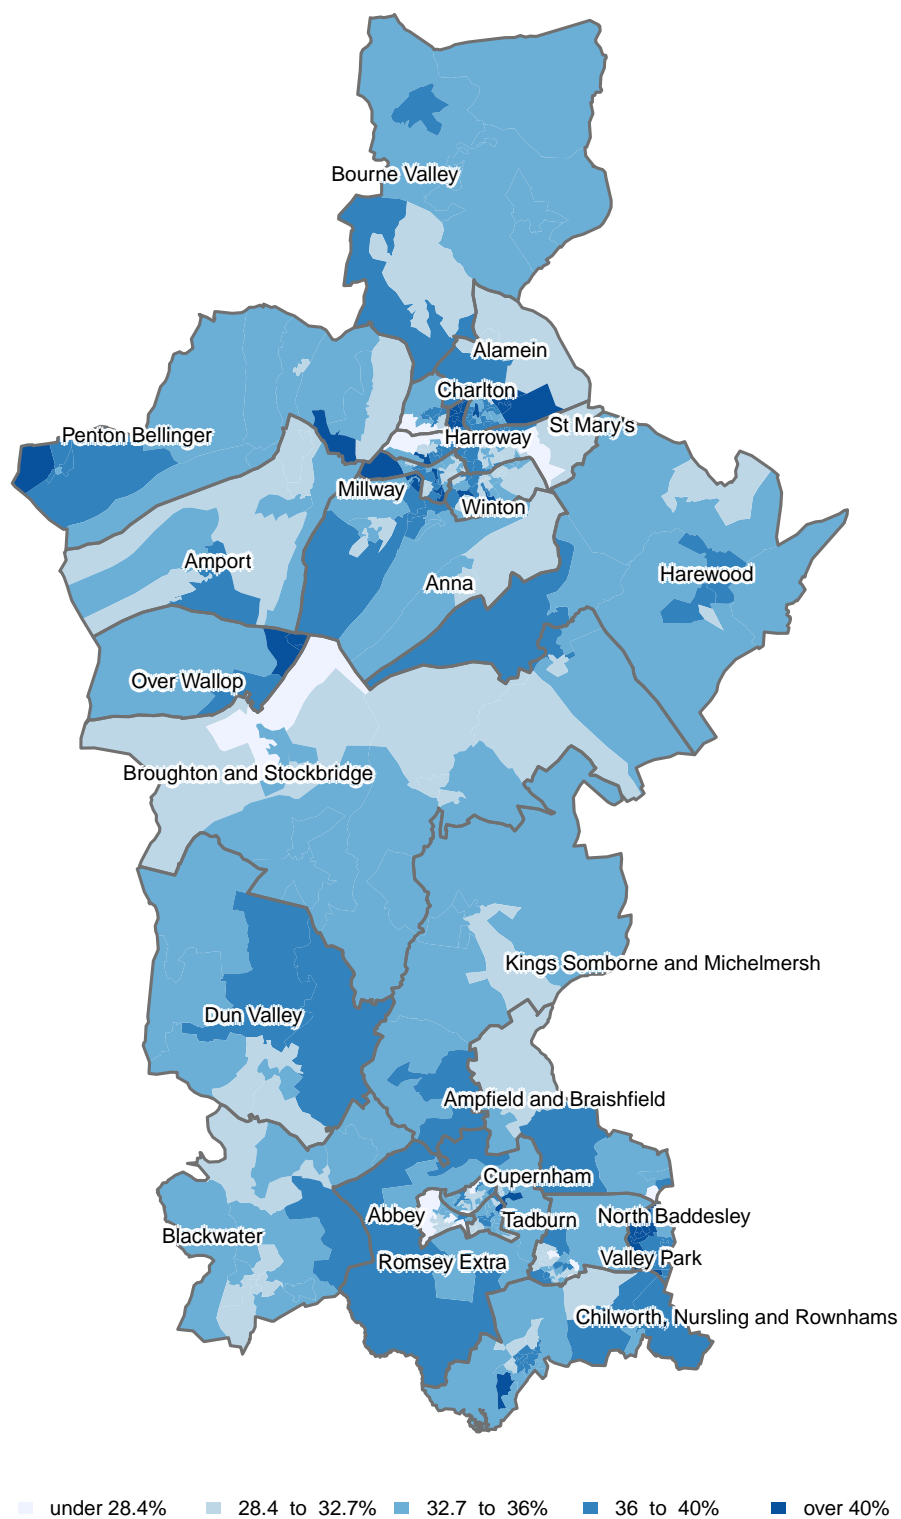 Bourne Valley
Alamein
Charlton
St Mary's
Penton Bellinger
Harroway
Millway
Winton
Amport
Harewood
Anna
Over Wallop
Broughton and Stockbridge
Kings Somborne and Michelmersh
Dun Valley
Ampfield and Braishfield
Cupernham
Abbey
Tadburn
North Baddesley
Blackwater
Romsey Extra
Valley Park
Chilworth, Nursling and Rownhams
under 28.4% 28.4 to 32.7% 32.7 to 36% 36 to 40% over 40%